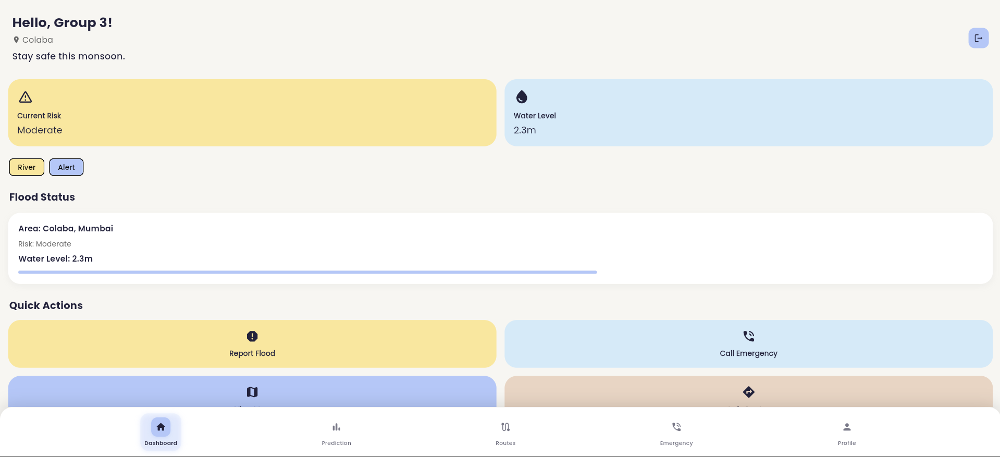 Hello, Group 3!
Colaba
Stay safe this monsoon.
Current Risk
Moderate
Water Level
2.3m
River
Alert
Flood Status
Area: Colaba, Mumbai
Risk: Moderate
Water Level: 2.3m
Quick Actions
Report Flood
Call Emergency
Dashboard
Prediction
Routes
Emergency
Profile